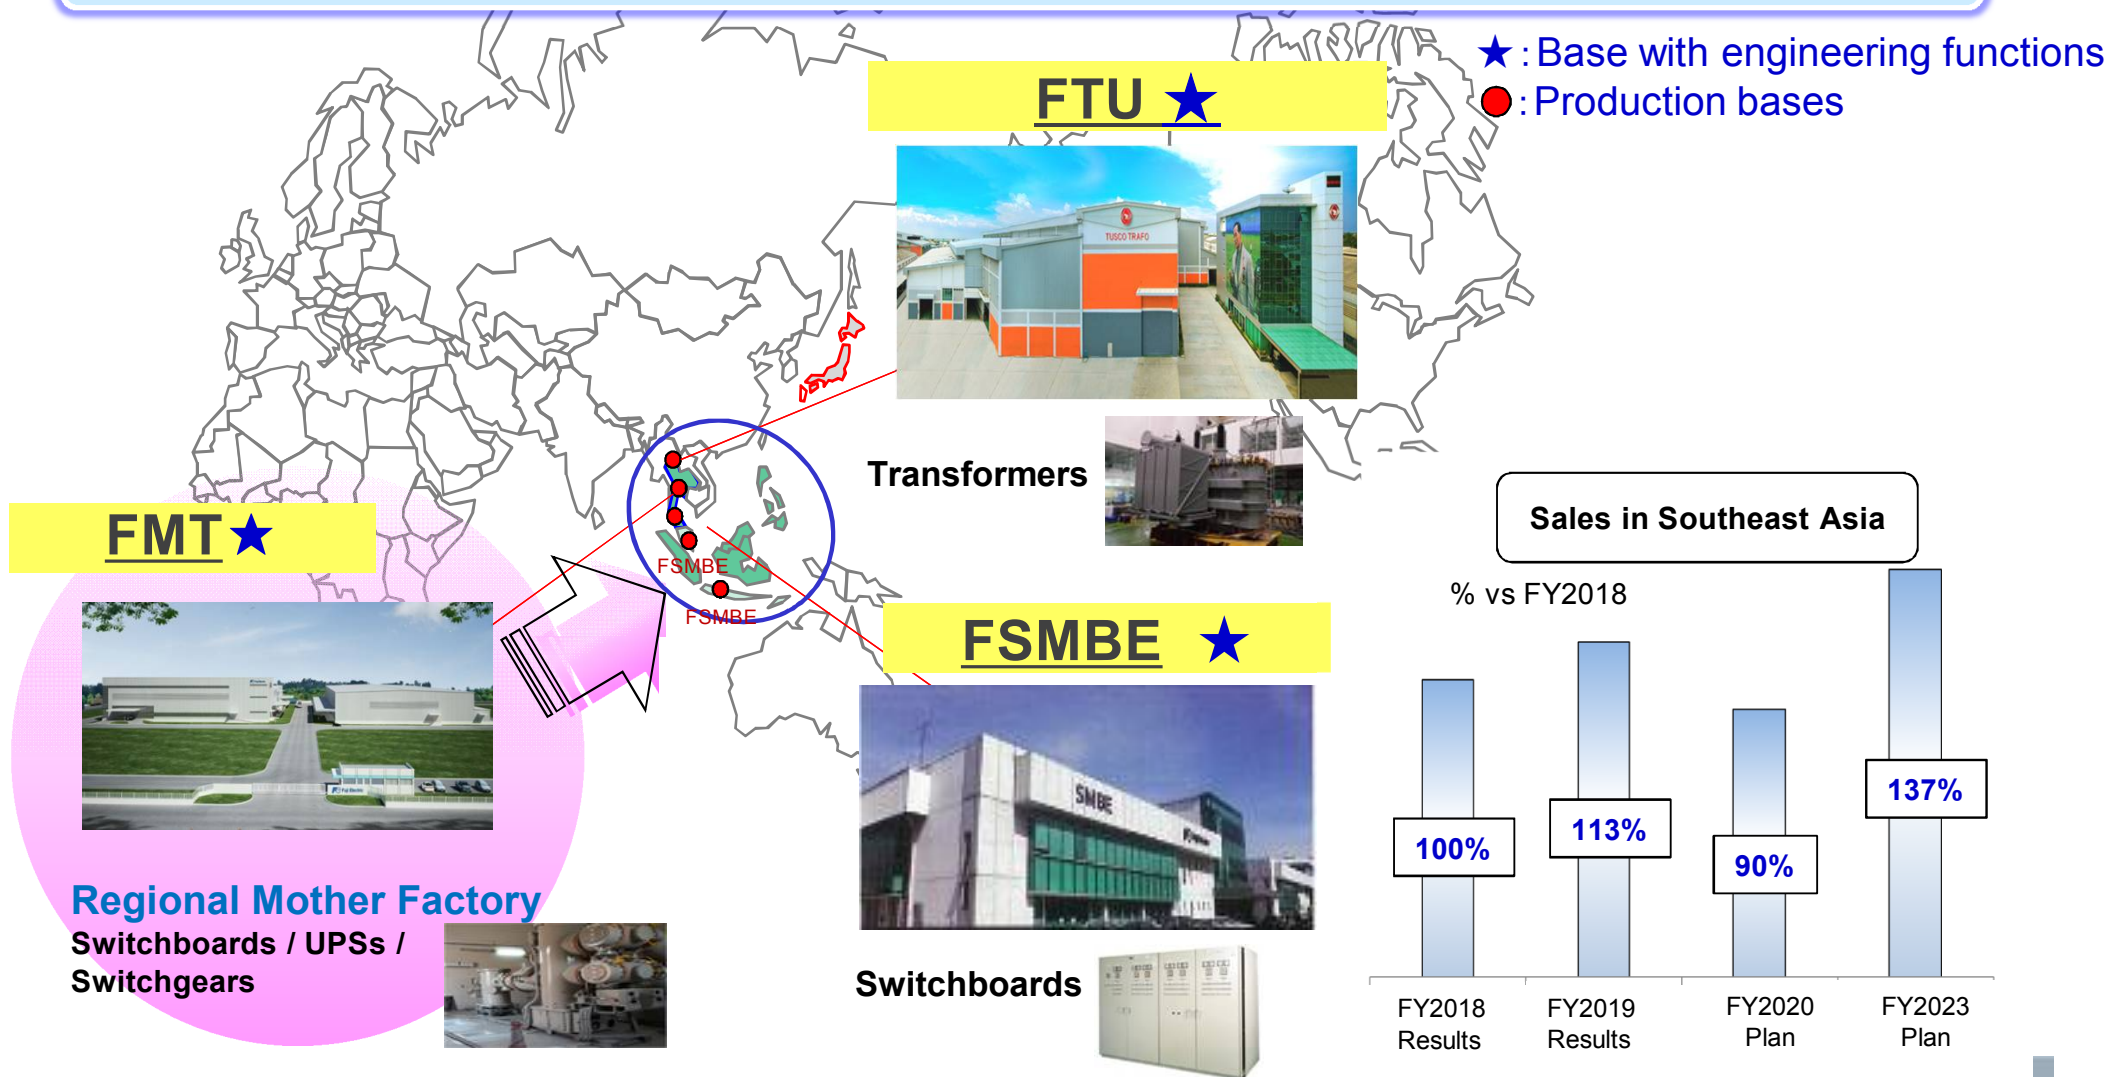 ★ : Base with engineering functions
● : Production bases
FTU ★
TUSCO TRAFO
Transformers
FMT ★
FSMBE
FSMBE
Fuji Electric
Regional Mother Factory
Switchboards / UPSs /
Switchgears
FSMBE ★
SMBE
Switchboards
Sales in Southeast Asia
% vs FY2018
100%
113%
90%
137%
FY2018
Results
FY2019
Results
FY2020
Plan
FY2023
Plan